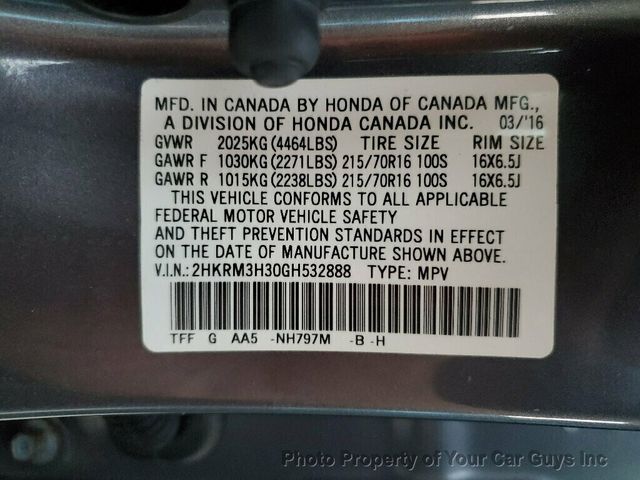 MFD. IN CANADA BY HONDA OF CANADA MFG.,
A DIVISION OF HONDA CANADA INC. 03/'16
GVWR 2025KG(4464LBS) TIRE SIZE RIM SIZE
GAWR F 1030KG(2271LBS) 215/70R16 100S 16X6.5J
GAWR R 1015KG(2238LBS) 215/70R16 100S 16X6.5J
THIS VEHICLE CONFORMS TO ALL APPLICABLE
FEDERAL MOTOR VEHICLE SAFETY
AND THEFT PREVENTION STANDARDS IN EFFECT
ON THE DATE OF MANUFACTURE SHOWN ABOVE.
V.I.N.: 2HKRM3H30GH532888 TYPE: MPV
TFF G AA5 -NH797M -B -H
Photo Property of Your Car Guys Inc